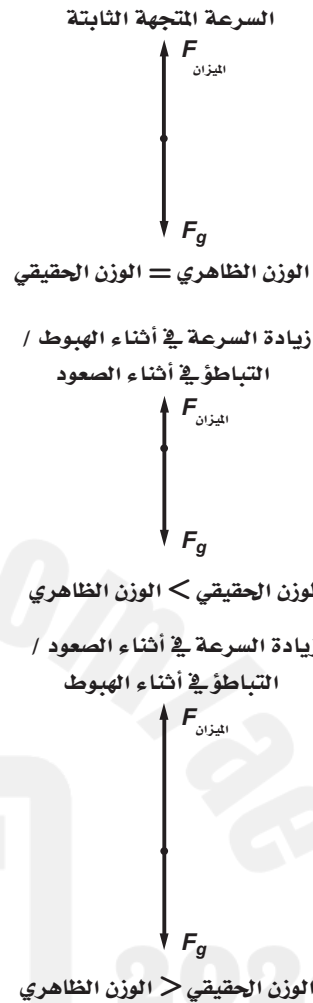 السرعة المتجهة الثابتة
F الميزان
Fg
الوزن الظاهري = الوزن الحقيقي
زيادة السرعة في أثناء الهبوط /
التباطؤ في أثناء الصعود
F الميزان
Fg
الوزن الحقيقي > الوزن الظاهري
زيادة السرعة في أثناء الصعود /
التباطؤ في أثناء الهبوط
F الميزان
Fg
الوزن الحقيقي < الوزن الظاهري